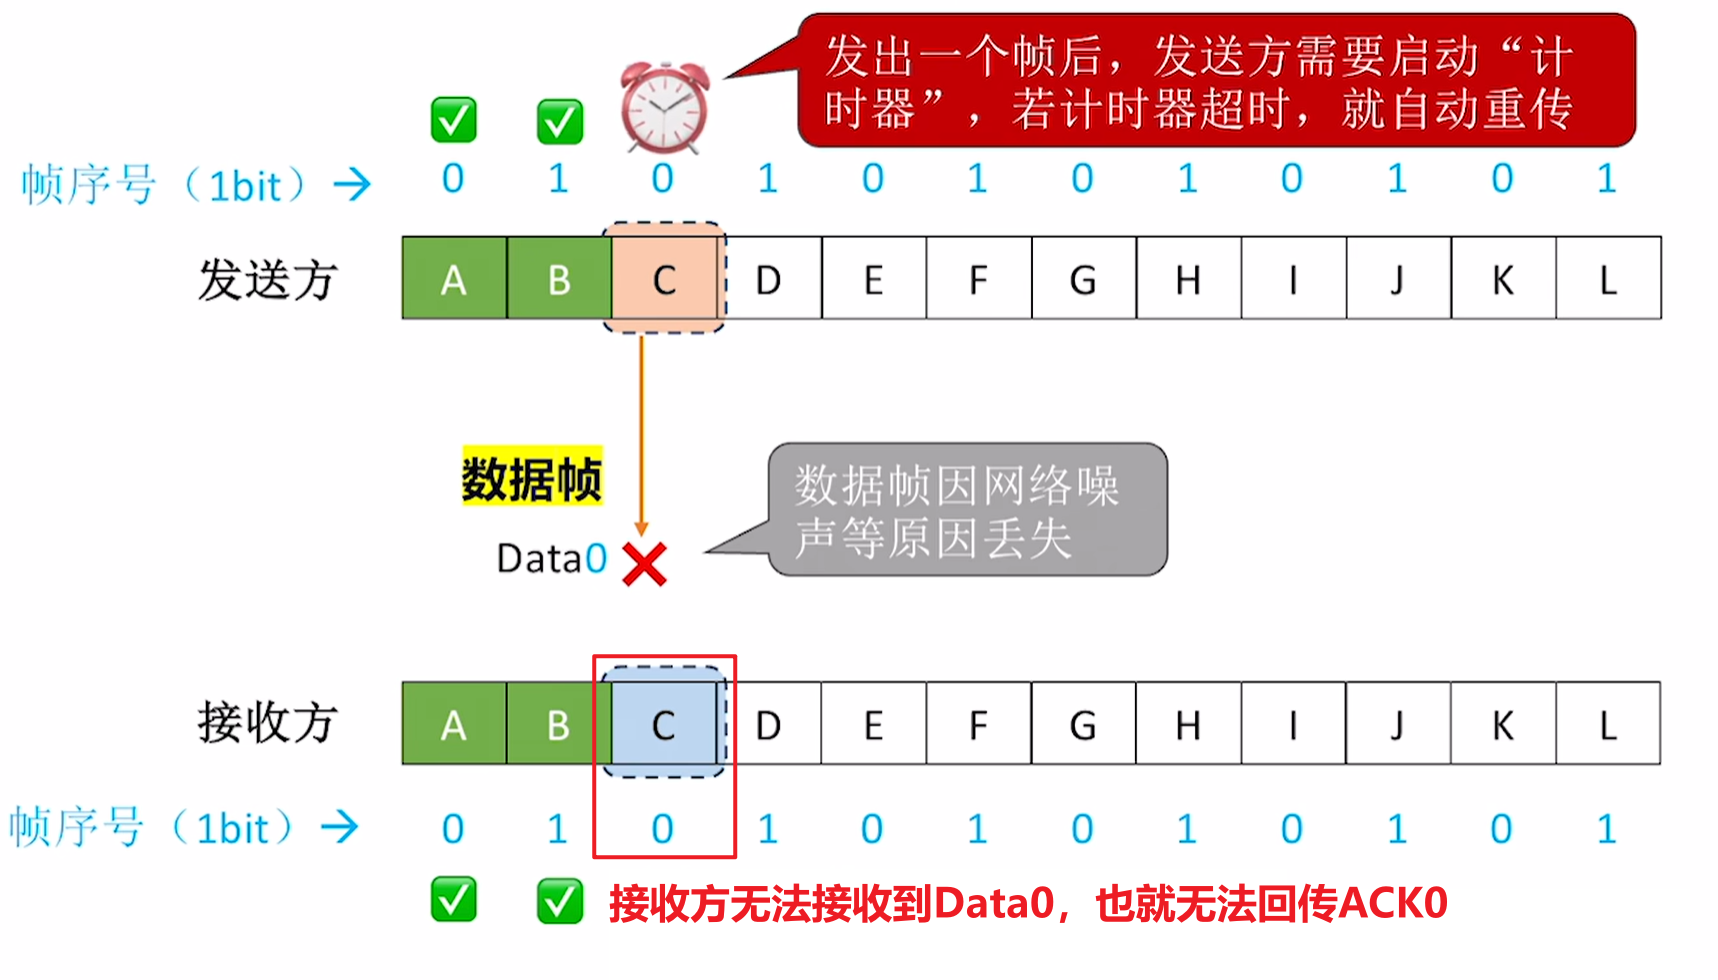 发出一个帧后，发送方需要启动“计
时器”，若计时器超时，就自动重传
帧序号（1bit）→ 0 1 0 1 0 1 0 1 0 1 0 1
发送方 A B C D E F G H I J K L
数据帧
Data0
数据帧因网络噪
声等原因丢失
接收方 A B C D E F G H I J K L
帧序号（1bit）→ 0 1 0 1 0 1 0 1 0 1 0 1
接收方无法接收到Data0，也就无法回传ACK0